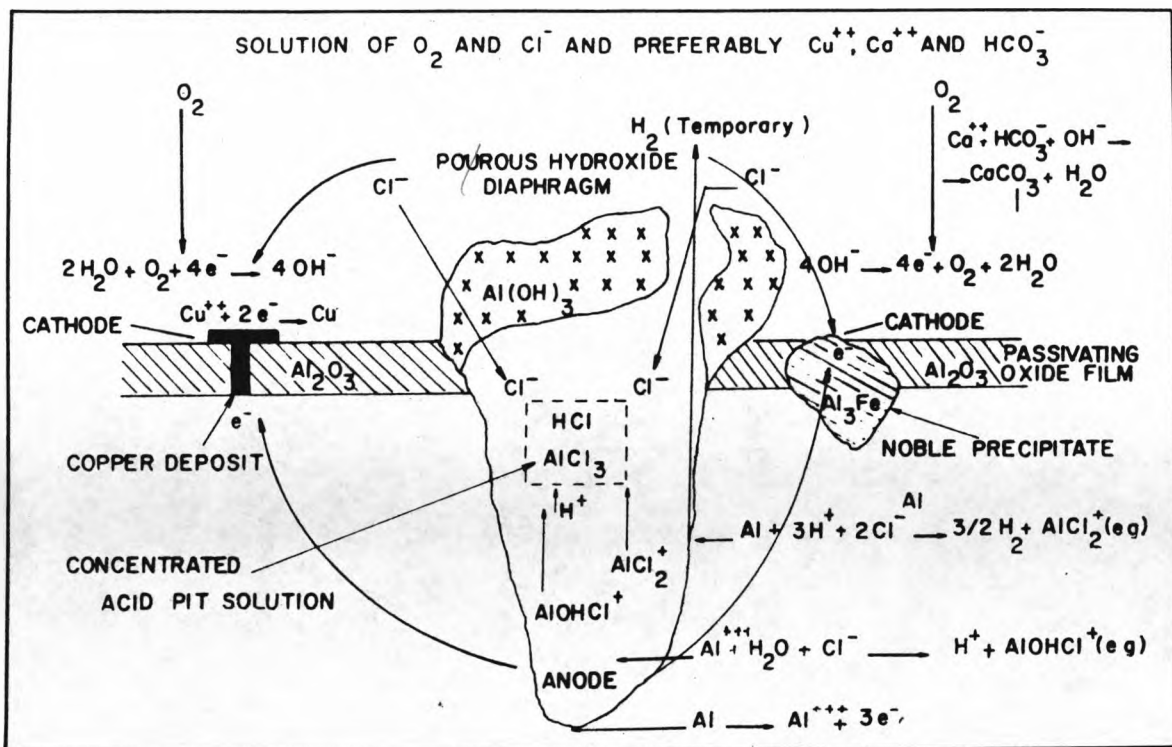 SOLUTION OF O₂ AND Cl⁻ AND PREFERABLY Cu⁺⁺, Ca⁺⁺ AND HCO₃⁻
O₂
H₂ (Temporary)
O₂
Ca⁺⁺+ HCO₃⁻+ OH⁻ →
→ CaCO₃ + H₂O
POUROUS HYDROXIDE
DIAPHRAGM
Cl⁻
Cl⁻
2H₂O + O₂ + 4e⁻ → 4OH⁻
4OH⁻ → 4e⁻ + O₂ + 2H₂O
x x x x x x x x x x x x x x x x x x x x x
Al(OH)₃
Cu⁺⁺ + 2e⁻ → Cu
CATHODE
CATHODE
Al₂O₃
Cl⁻
Cl⁻
e⁻
Al₂O₃
PASSIVATING
OXIDE FILM
Al₃Fe
e⁻
HCl
AlCl₃
COPPER DEPOSIT
NOBLE PRECIPITATE
H⁺
Al
Al + 3H⁺ + 2Cl⁻ → 3/2 H₂ + AlCl₂⁺ (eg)
CONCENTRATED
ACID PIT SOLUTION
AlCl₂⁺
AlOHCl⁺
Al⁺⁺⁺ H₂O + Cl⁻ → H⁺ + AlOHCl⁺ (eg)
ANODE
Al → Al⁺⁺⁺ + 3e⁻